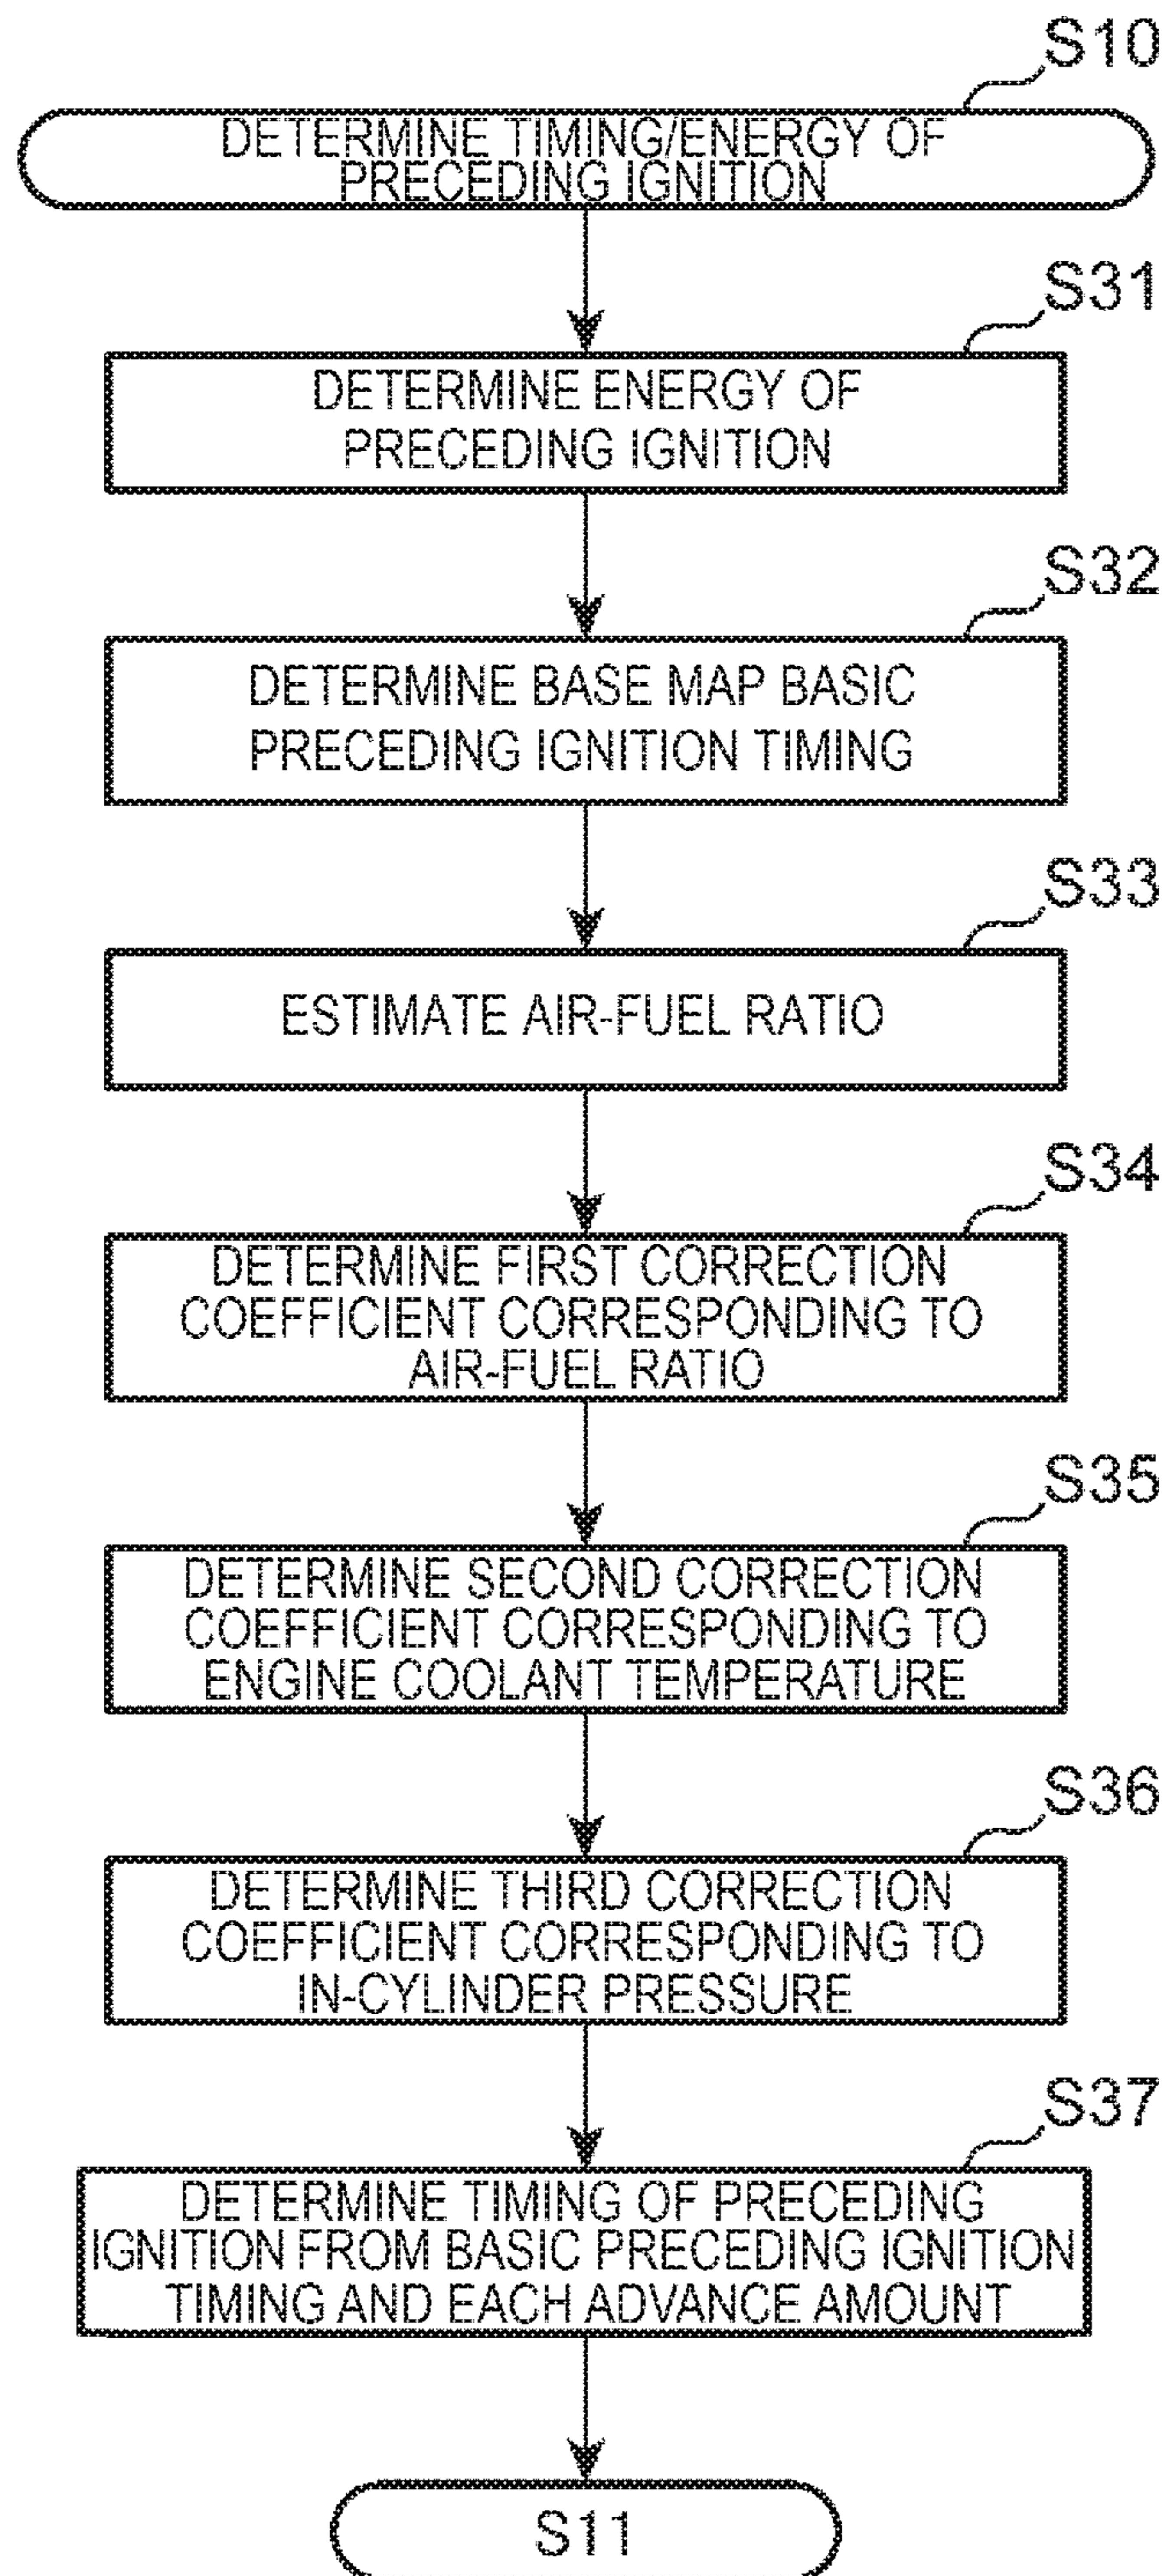 S10
DETERMINE TIMING/ENERGY OF
PRECEDING IGNITION
S31
DETERMINE ENERGY OF
PRECEDING IGNITION
S32
DETERMINE BASE MAP BASIC
PRECEDING IGNITION TIMING
S33
ESTIMATE AIR-FUEL RATIO
S34
DETERMINE FIRST CORRECTION
COEFFICIENT CORRESPONDING TO
AIR-FUEL RATIO
S35
DETERMINE SECOND CORRECTION
COEFFICIENT CORRESPONDING TO
ENGINE COOLANT TEMPERATURE
S36
DETERMINE THIRD CORRECTION
COEFFICIENT CORRESPONDING TO
IN-CYLINDER PRESSURE
S37
DETERMINE TIMING OF PRECEDING
IGNITION FROM BASIC PRECEDING IGNITION
TIMING AND EACH ADVANCE AMOUNT
S11